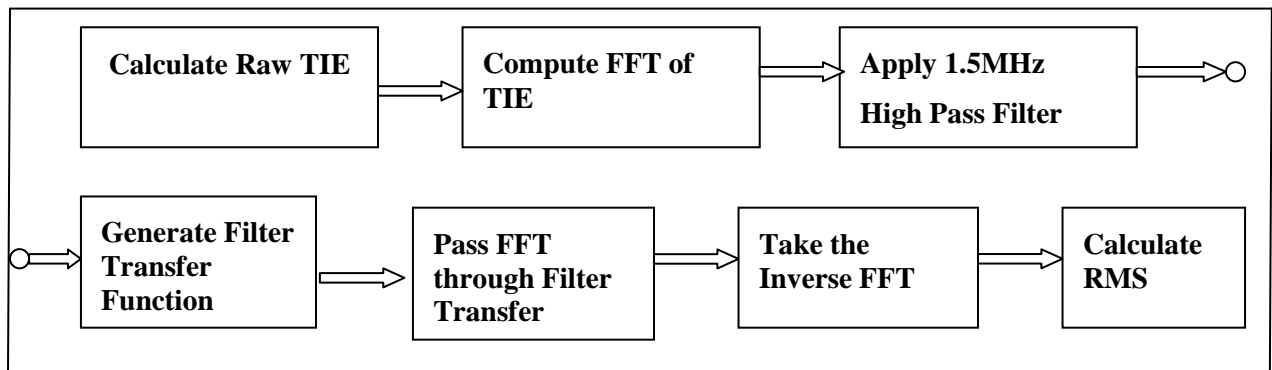 Calculate Raw TIE
Compute FFT of
TIE
Apply 1.5MHz
High Pass Filter
Generate Filter
Transfer
Function
Pass FFT
through Filter
Transfer
Take the
Inverse FFT
Calculate
RMS